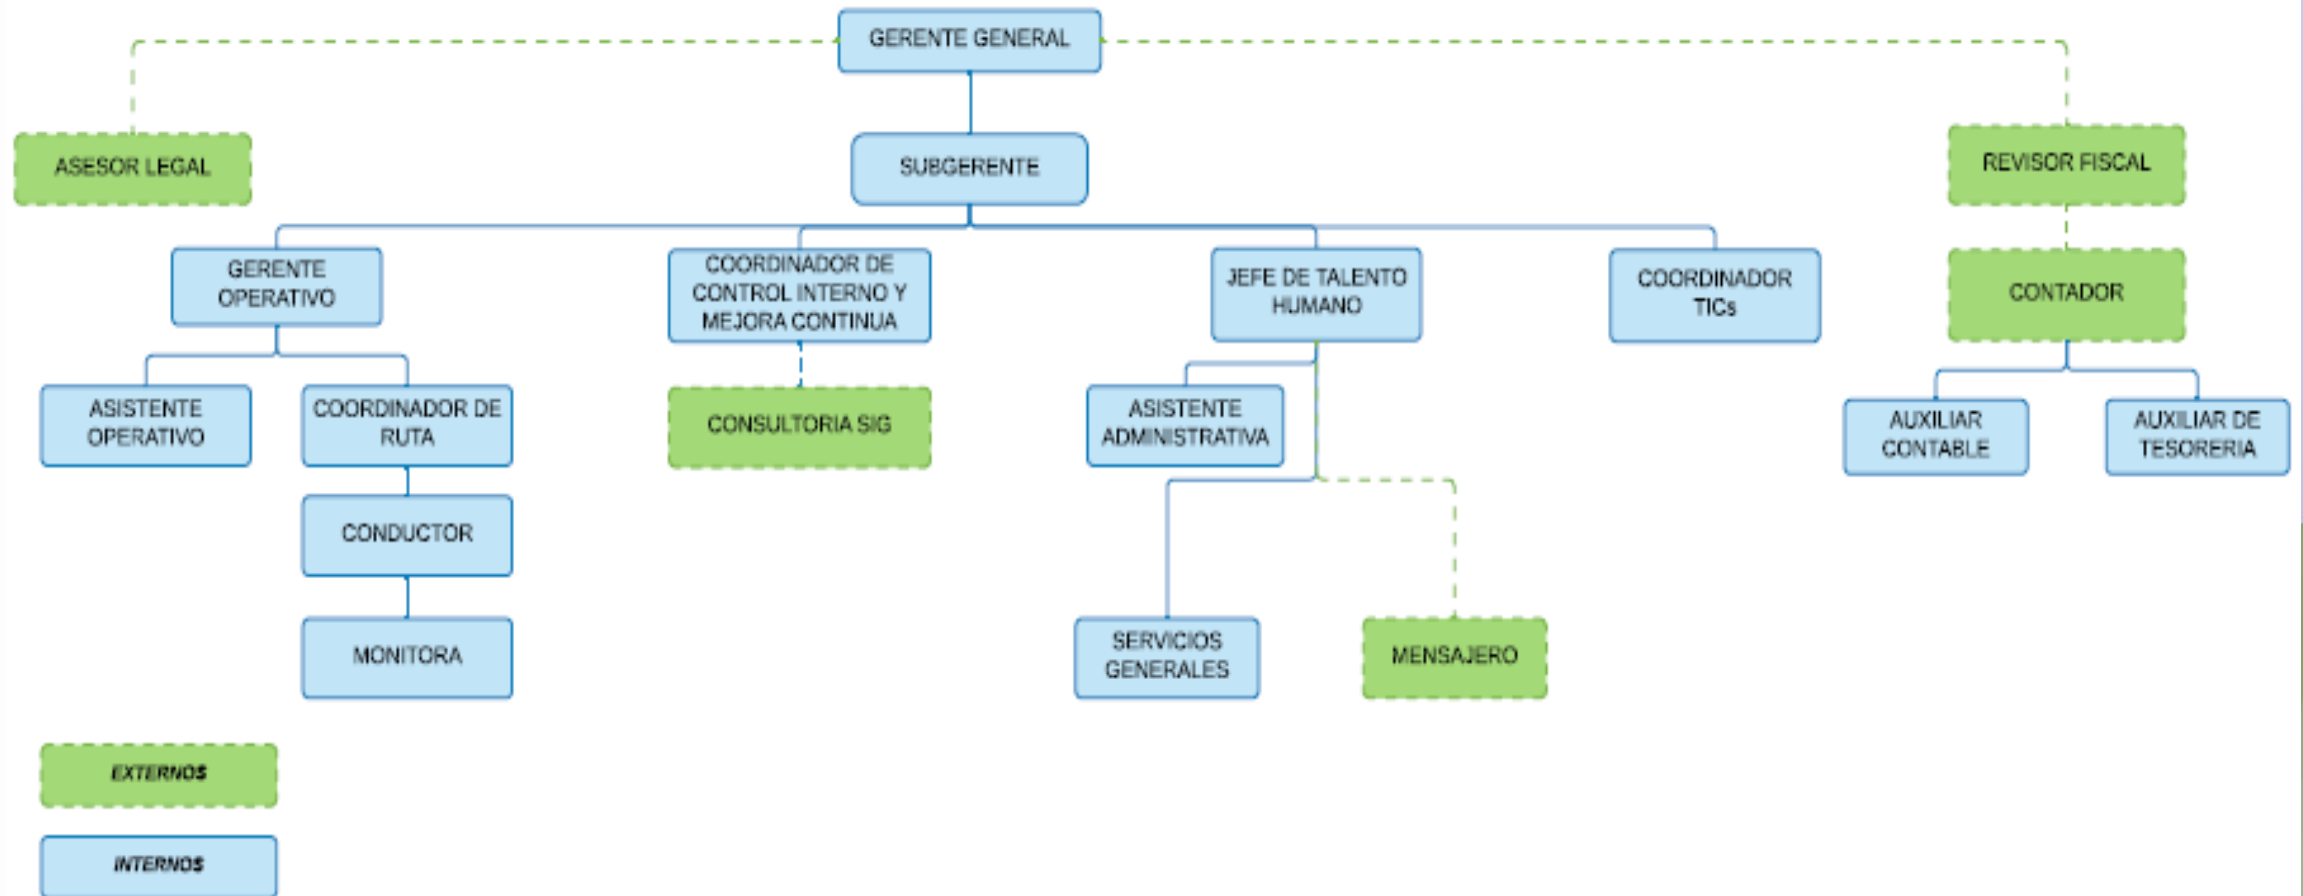 GERENTE GENERAL
ASESOR LEGAL
SUBGERENTE
REVISOR FISCAL
GERENTE
OPERATIVO
COORDINADOR DE
CONTROL INTERNO Y
MEJORA CONTINUA
JEFE DE TALENTO
HUMANO
COORDINADOR
TICs
CONTADOR
ASISTENTE
OPERATIVO
COORDINADOR DE
RUTA
CONSULTORIA SIG
ASISTENTE
ADMINISTRATIVA
AUXILIAR
CONTABLE
AUXILIAR DE
TESORERIA
CONDUCTOR
MONITORA
SERVICIOS
GENERALES
MENSAJERO
EXTERNOS
INTERNOS